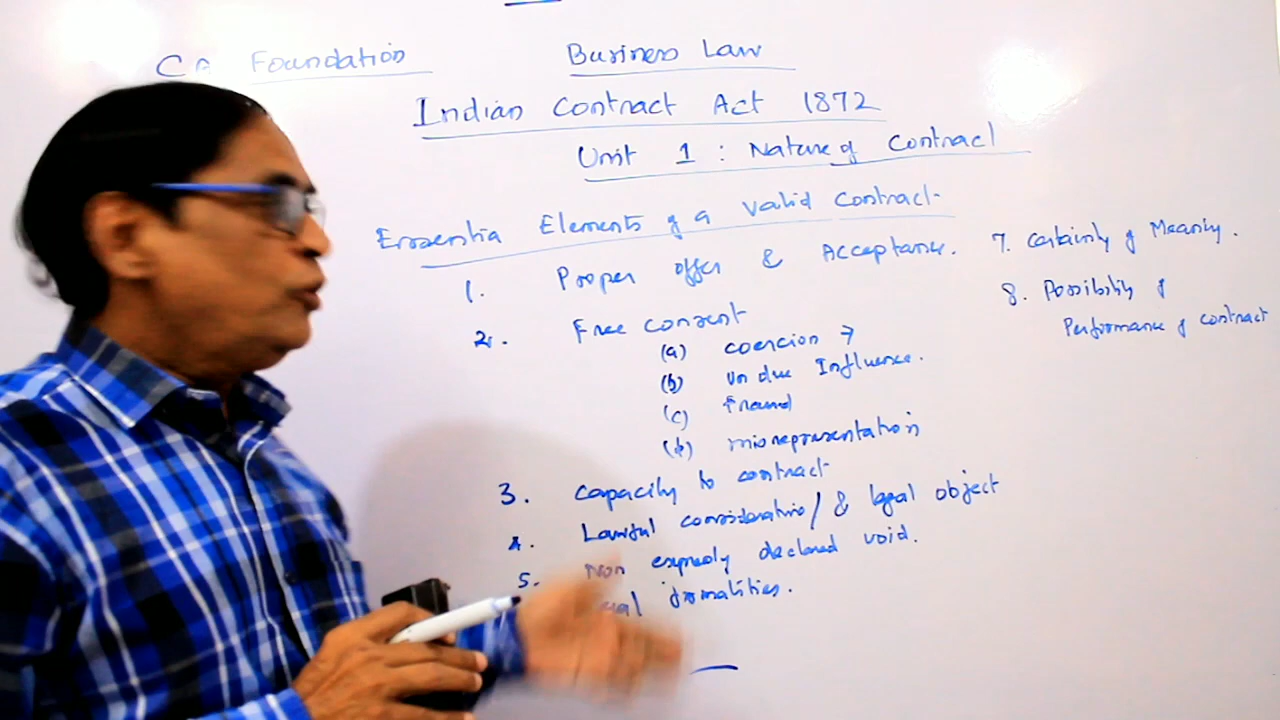 CA Foundation Business Law
Indian Contract Act 1872
Unit 1 : Nature of Contract
Essentia Elements of a valid contract
1. Proper offer & Acceptance.
2. Free consent
(a) coercion →
(b) undue Influence.
(c) fraud
(d) misrepresentation
3. capacity to contract
4. Lawful consideration / & legal object
5. Non expressly declared void.
formalities.
7. Certainty of Meaning.
8. Possibility of
Performance of contract